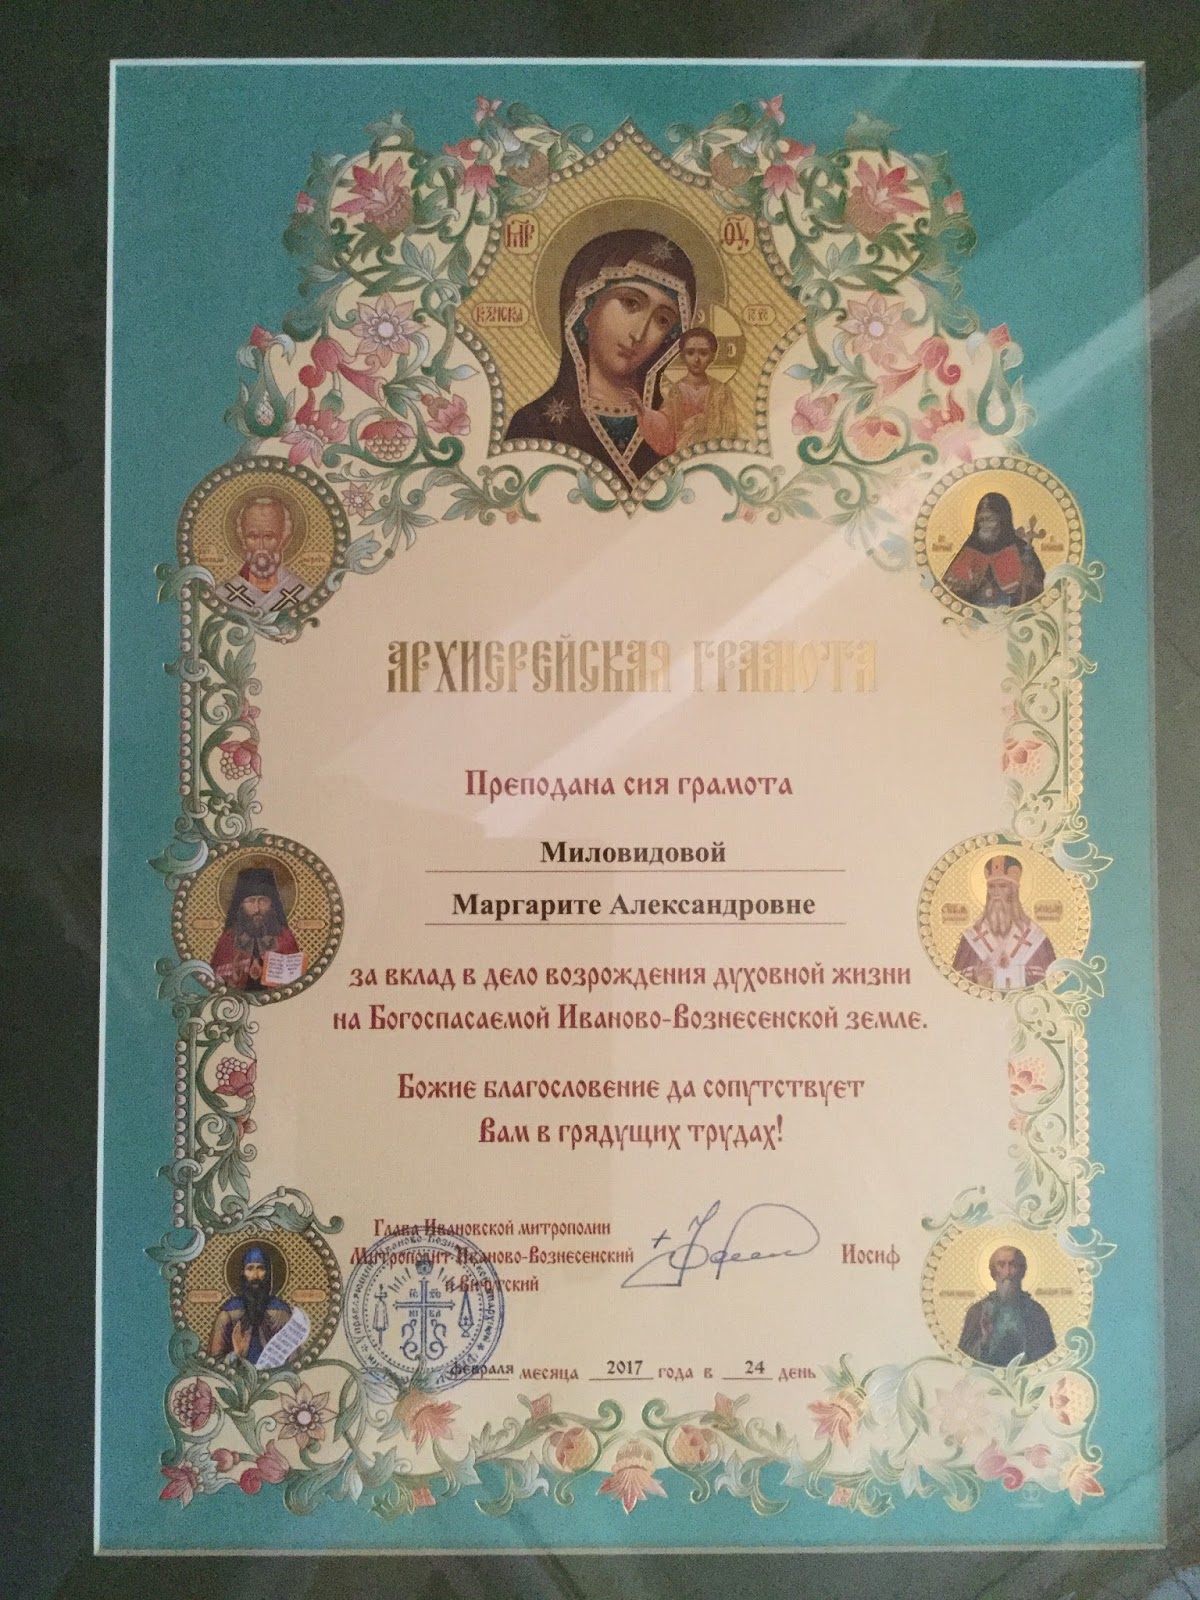 АРХИЕРЕЙСКАЯ ГРАМОТА
Преподана сия грамота
Миловидовой
Маргарите Александровне
за вклад в дело возрождения духовной жизни
на Богоспасаемой Иваново-Вознесенской земле.
Божие благословение да сопутствует
Вам в грядущих трудах!
Глава Ивановской митрополии
Митрополит Иваново-Вознесенский
и Вичугский
Иосиф
февраля месяца 2017 года в 24 день